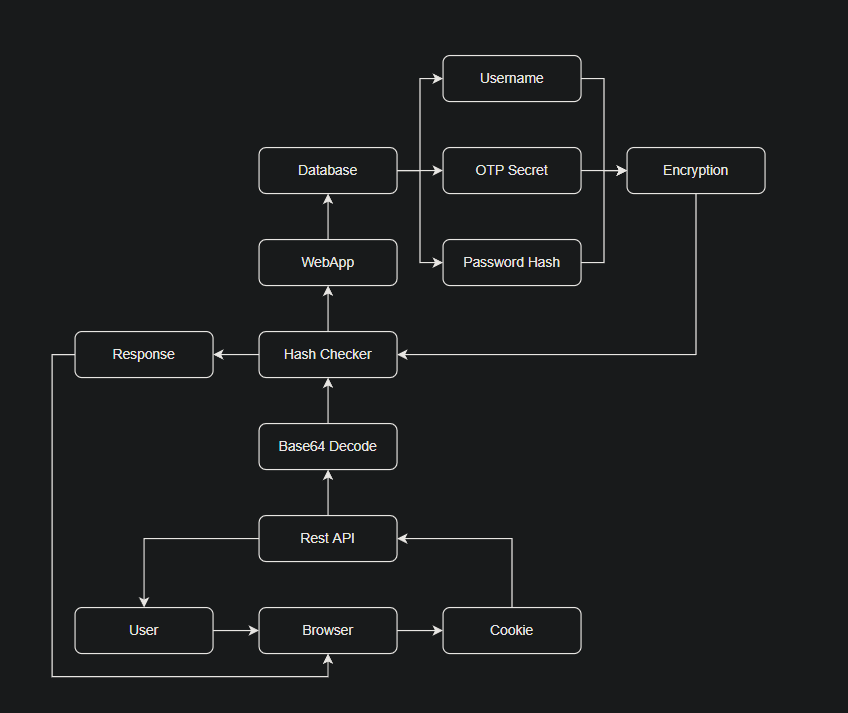 Username
Database
OTP Secret
Encryption
WebApp
Password Hash
Response
Hash Checker
Base64 Decode
Rest API
User
Browser
Cookie